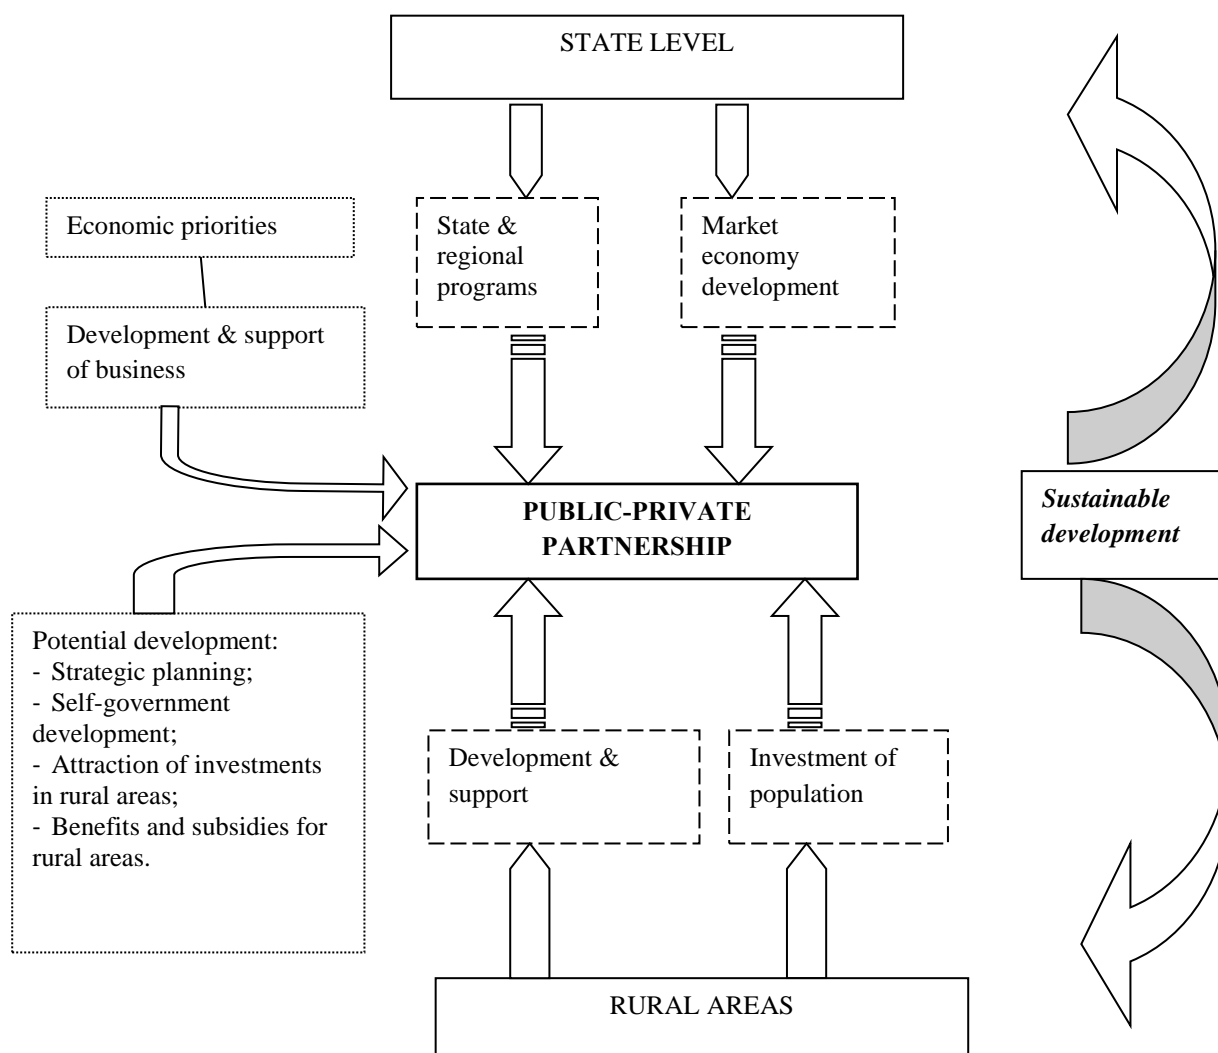 STATE LEVEL
Economic priorities
State &
regional
programs
Market
economy
development
Development & support
of business
PUBLIC-PRIVATE
PARTNERSHIP
Sustainable
development
Potential development:
- Strategic planning;
- Self-government
development;
- Attraction of investments
in rural areas;
- Benefits and subsidies for
rural areas.
Development &
support
Investment of
population
RURAL AREAS